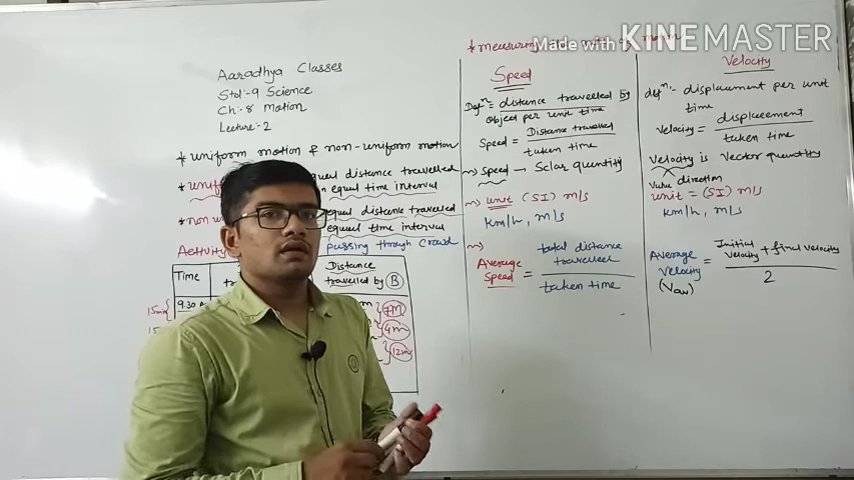 Made with KINEMASTER
Aaradhya Classes
Std:-9 Science
Ch:-8 Motion
Lecture:-2
* uniform motion & non-uniform motion
equal distance travelled
in equal time interval
* non un
equal distance travelled
equal time interval
Activity
passing through crowd
Time
Distance
travelled by B
15min
9.30 A
m
7m
4m
12m
* measuring
Speed
Defn = distance travelled by
object per unit time
Speed = Distance travelled
taken time
Speed - Sclar quantity
unit (SI) m/s
km/h, m/s
Average
Speed = total distance
travelled
taken time
Velocity
defn:- displacement per unit
time
velocity = displacement
taken time
Velocity is Vector quantity
Value direction
unit = (SI) m/s
km/h, m/s
Average
velocity
(Vav) = Initial
velocity + final velocity
2